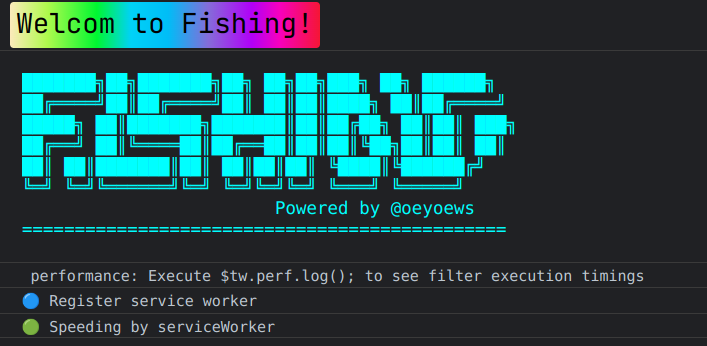 Welcom to Fishing!
FISHING
Powered by @oeyoews
===============================================
performance: Execute $tw.perf.log(); to see filter execution timings
Register service worker
Speeding by serviceWorker